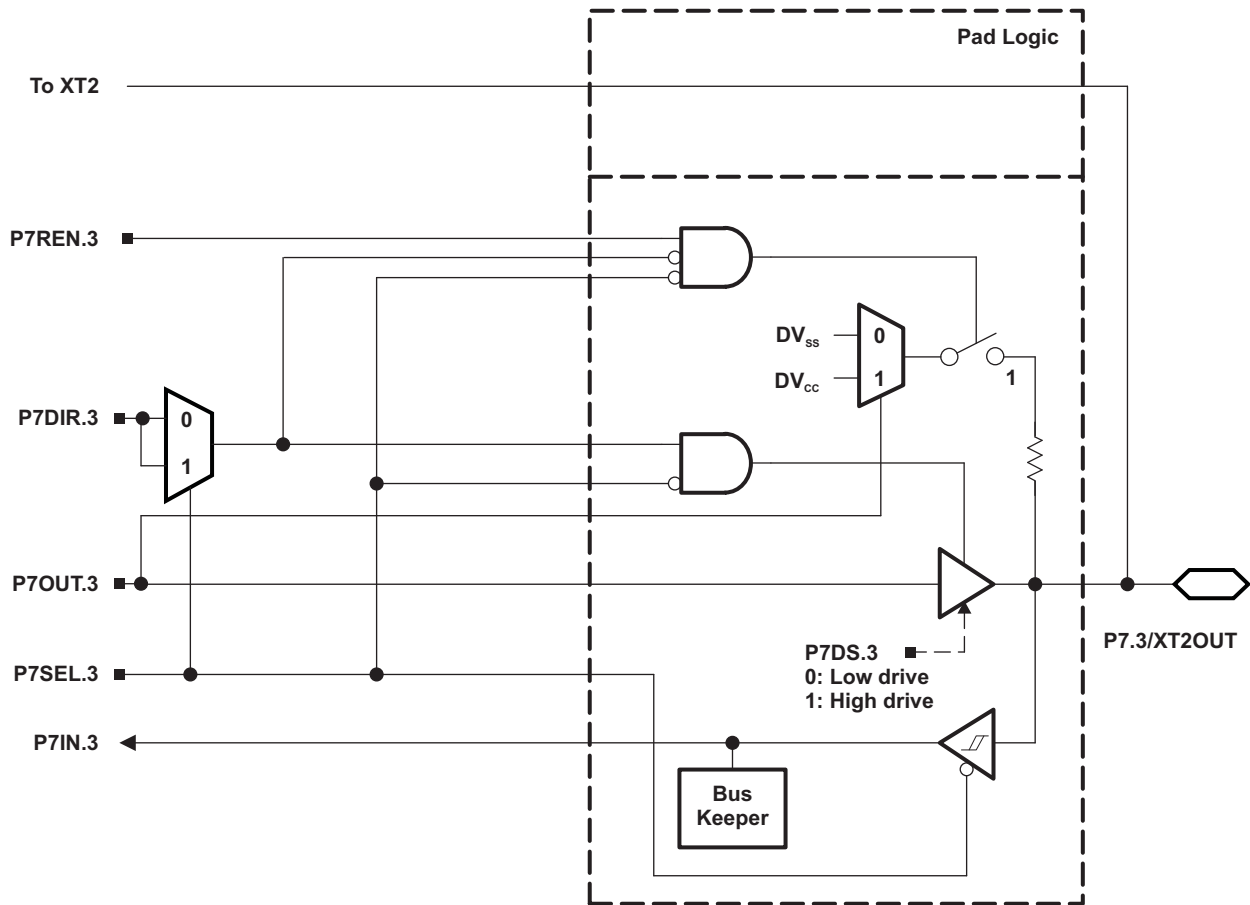 Pad Logic
To XT2
P7REN.3
DVSS
0
DVCC
1
1
P7DIR.3
0
1
P7OUT.3
P7DS.3
0: Low drive
1: High drive
P7.3/XT2OUT
P7SEL.3
P7IN.3
Bus
Keeper